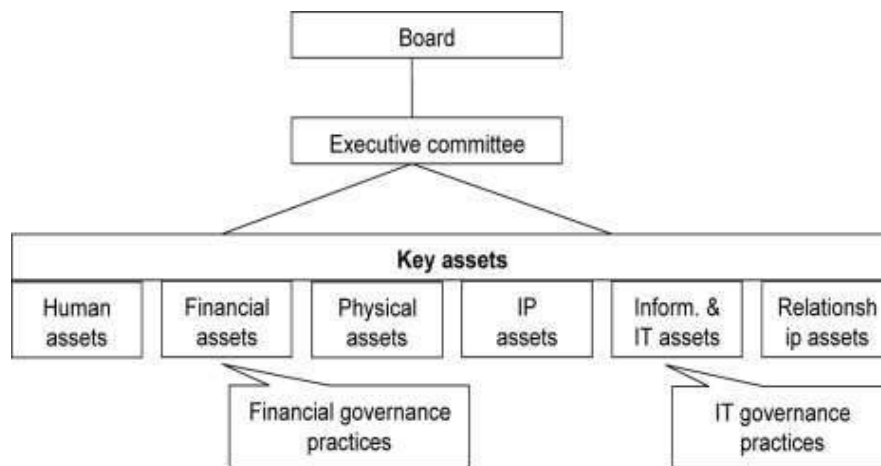 Board
Executive committee
Key assets
Human
assets
Financial
assets
Physical
assets
IP
assets
Inform. &
IT assets
Relationsh
ip assets
Financial governance
practices
IT governance
practices